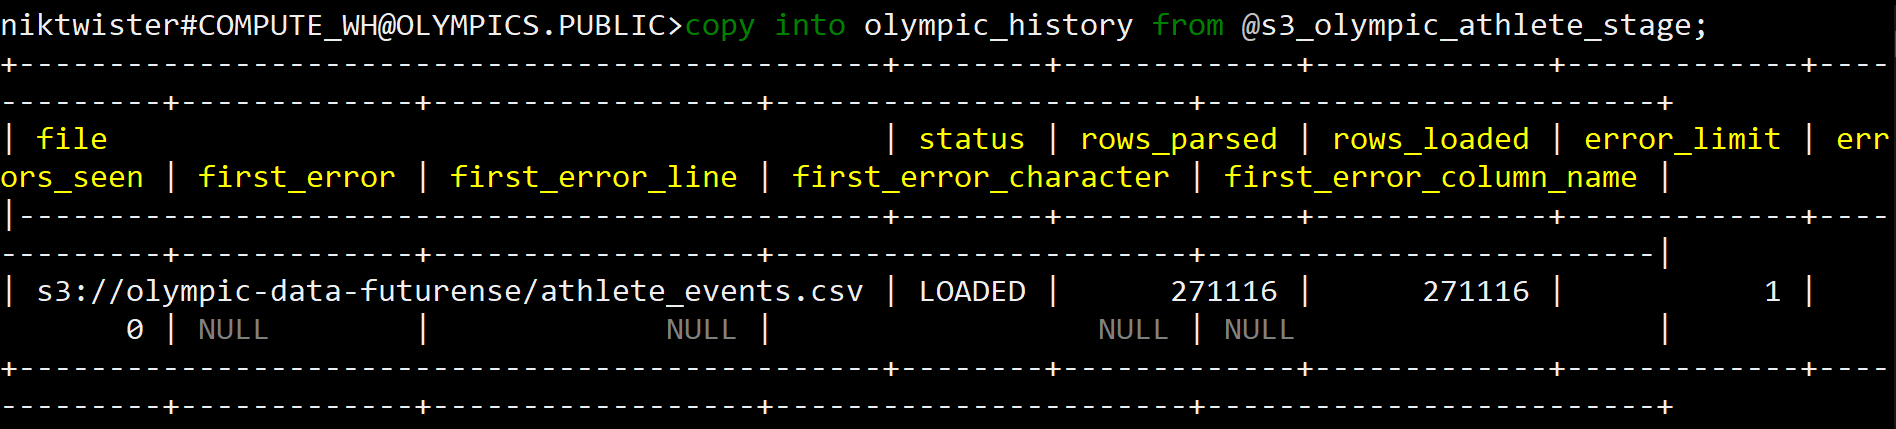 niktwister#COMPUTE_WH@OLYMPICS.PUBLIC>copy into olympic_history from @s3_olympic_athlete_stage;
+------------------------------------------------+--------+-------------+-------------+-------------+----
---------+-------------+------------------+-----------------------+-------------------------+
| file                                           | status | rows_parsed | rows_loaded | error_limit | err
ors_seen | first_error | first_error_line | first_error_character | first_error_column_name |
|------------------------------------------------+--------+-------------+-------------+-------------+----
---------+-------------+------------------+-----------------------+-------------------------|
| s3://olympic-data-futurense/athlete_events.csv | LOADED |      271116 |      271116 |           1 |
       0 | NULL        |             NULL |                  NULL | NULL                    |
+------------------------------------------------+--------+-------------+-------------+-------------+----
---------+-------------+------------------+-----------------------+-------------------------+